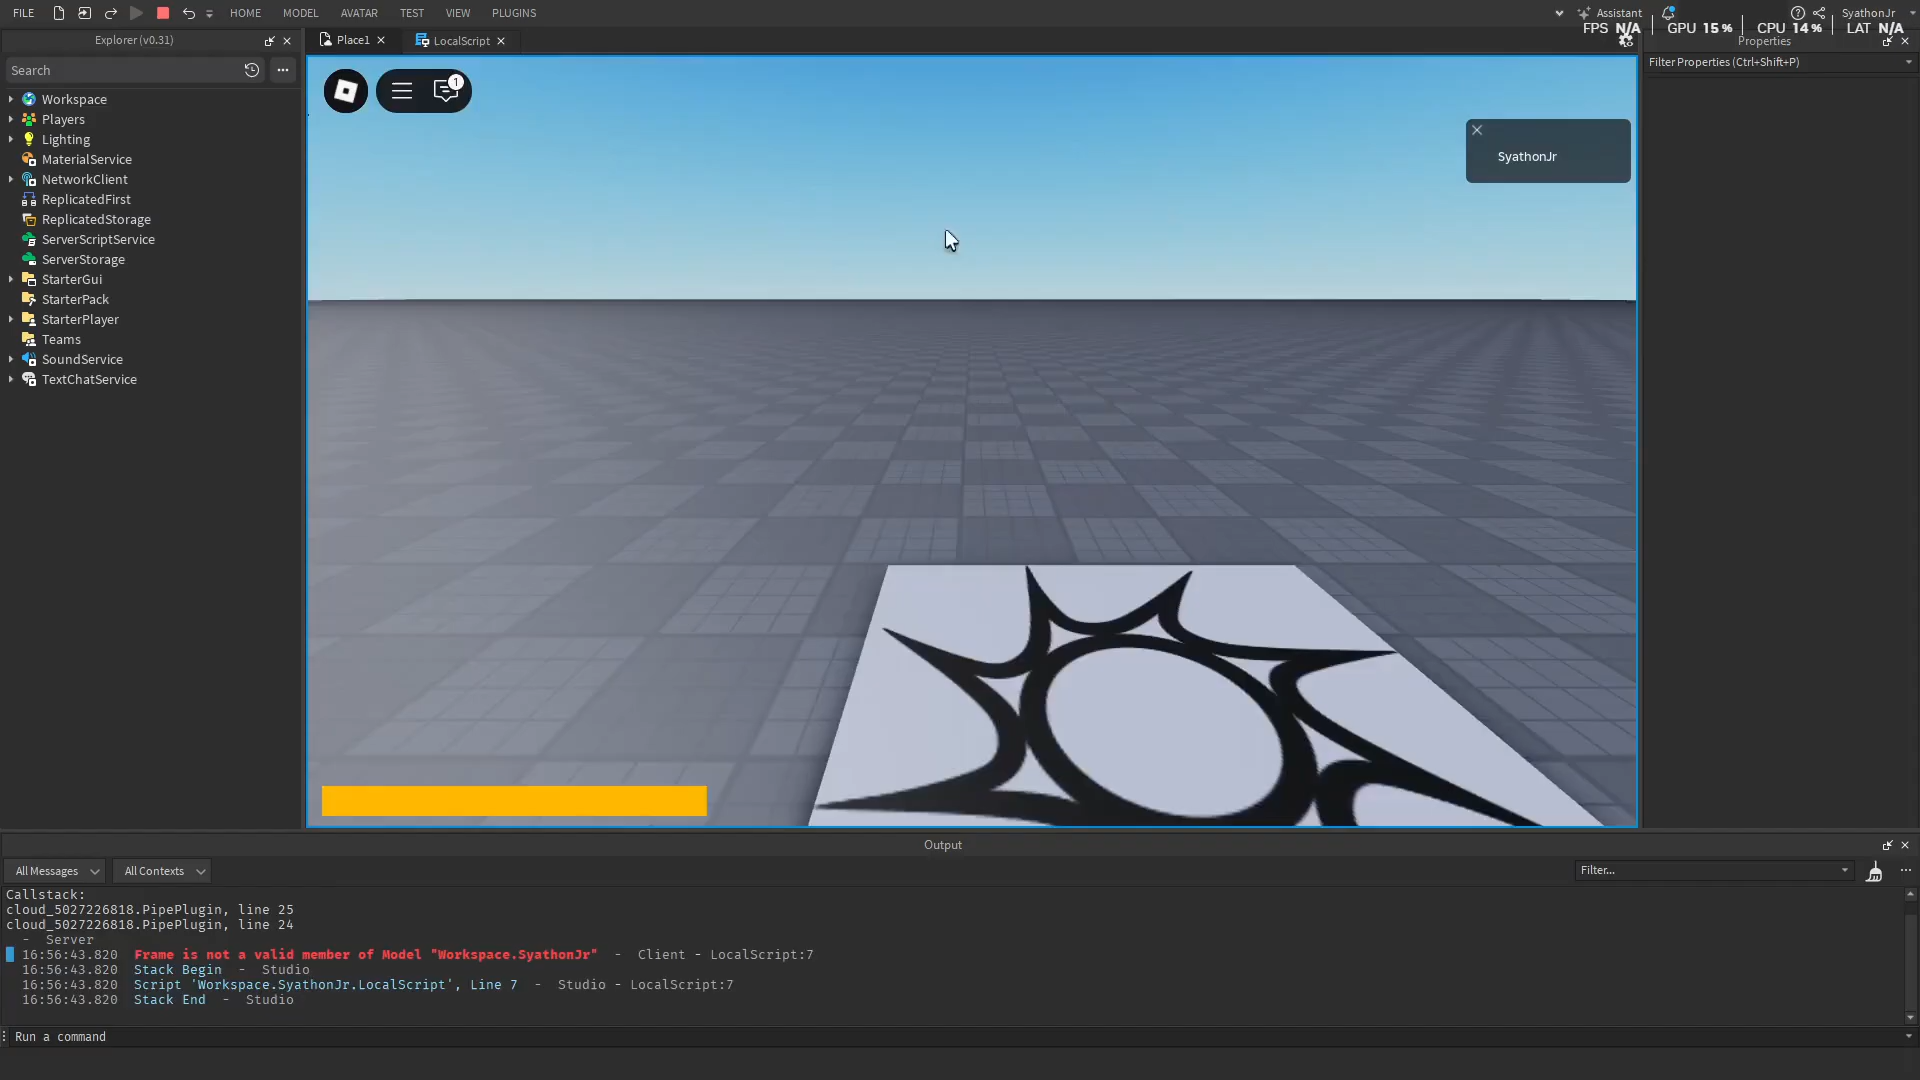 FILE HOME MODEL AVATAR TEST VIEW PLUGINS Assistant SyathonJr
FPS N/A GPU 15 % CPU 14 % LAT N/A
Explorer (v0.31)
Place1
LocalScript
Properties
Search
Filter Properties (Ctrl+Shift+P)
Workspace
Players
Lighting
MaterialService
NetworkClient
ReplicatedFirst
ReplicatedStorage
ServerScriptService
ServerStorage
StarterGui
StarterPack
StarterPlayer
Teams
SoundService
TextChatService
1
SyathonJr
Output
All Messages All Contexts Filter...
Callstack:
cloud_5027226818.PipePlugin, line 25
cloud_5027226818.PipePlugin, line 24
- Server
16:56:43.820 Frame is not a valid member of Model "Workspace.SyathonJr" - Client - LocalScript:7
16:56:43.820 Stack Begin - Studio
16:56:43.820 Script 'Workspace.SyathonJr.LocalScript', Line 7 - Studio - LocalScript:7
16:56:43.820 Stack End - Studio
Run a command